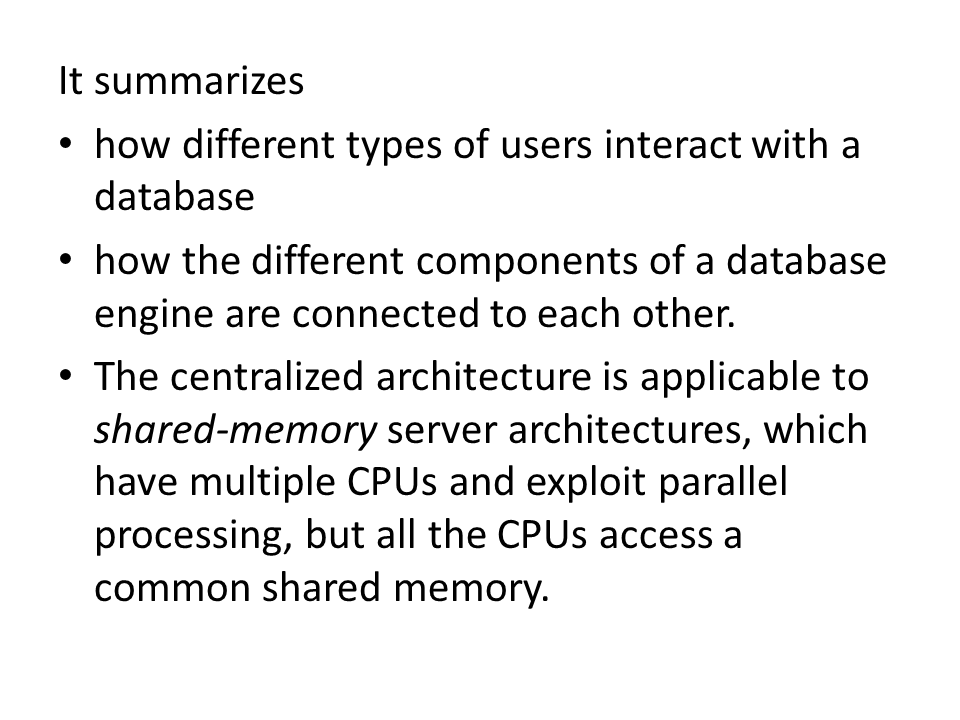 It summarizes
• how different types of users interact with a
database
• how the different components of a database
engine are connected to each other.
• The centralized architecture is applicable to
shared-memory server architectures, which
have multiple CPUs and exploit parallel
processing, but all the CPUs access a
common shared memory.